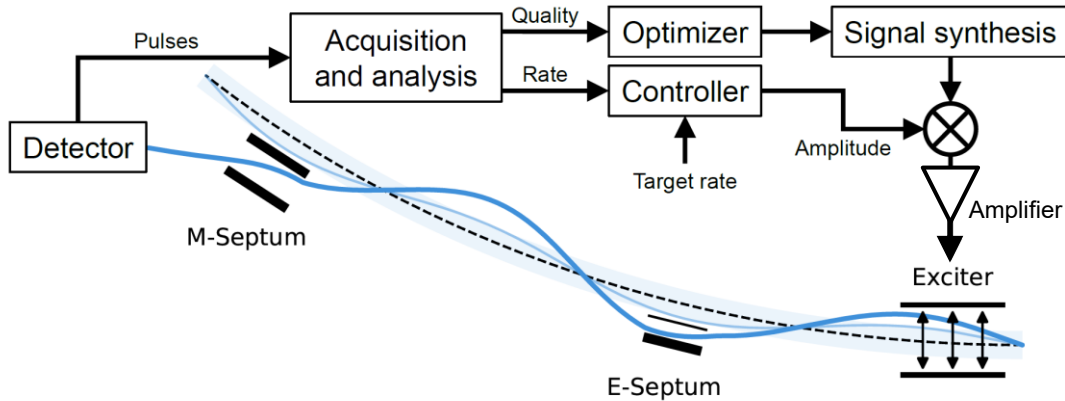 Pulses
Acquisition
and analysis
Quality
Optimizer
Signal synthesis
Rate
Controller
Detector
Amplitude
Target rate
Amplifier
M-Septum
Exciter
E-Septum